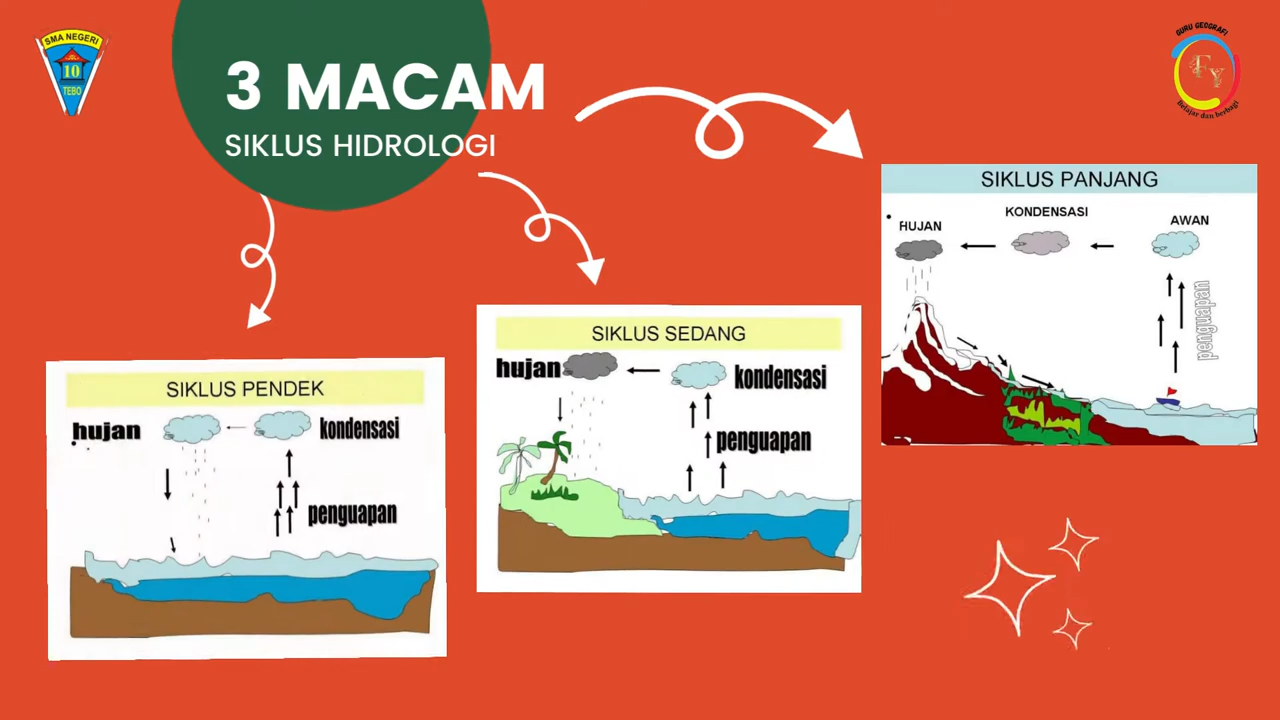 SMA NEGERI
10
TEBO
3 MACAM
SIKLUS HIDROLOGI
GURU GEOGRAFI
FY
Belajar dan berbagi
SIKLUS PENDEK
hujan
kondensasi
penguapan
SIKLUS SEDANG
hujan
kondensasi
penguapan
SIKLUS PANJANG
HUJAN
KONDENSASI
AWAN
penguapan